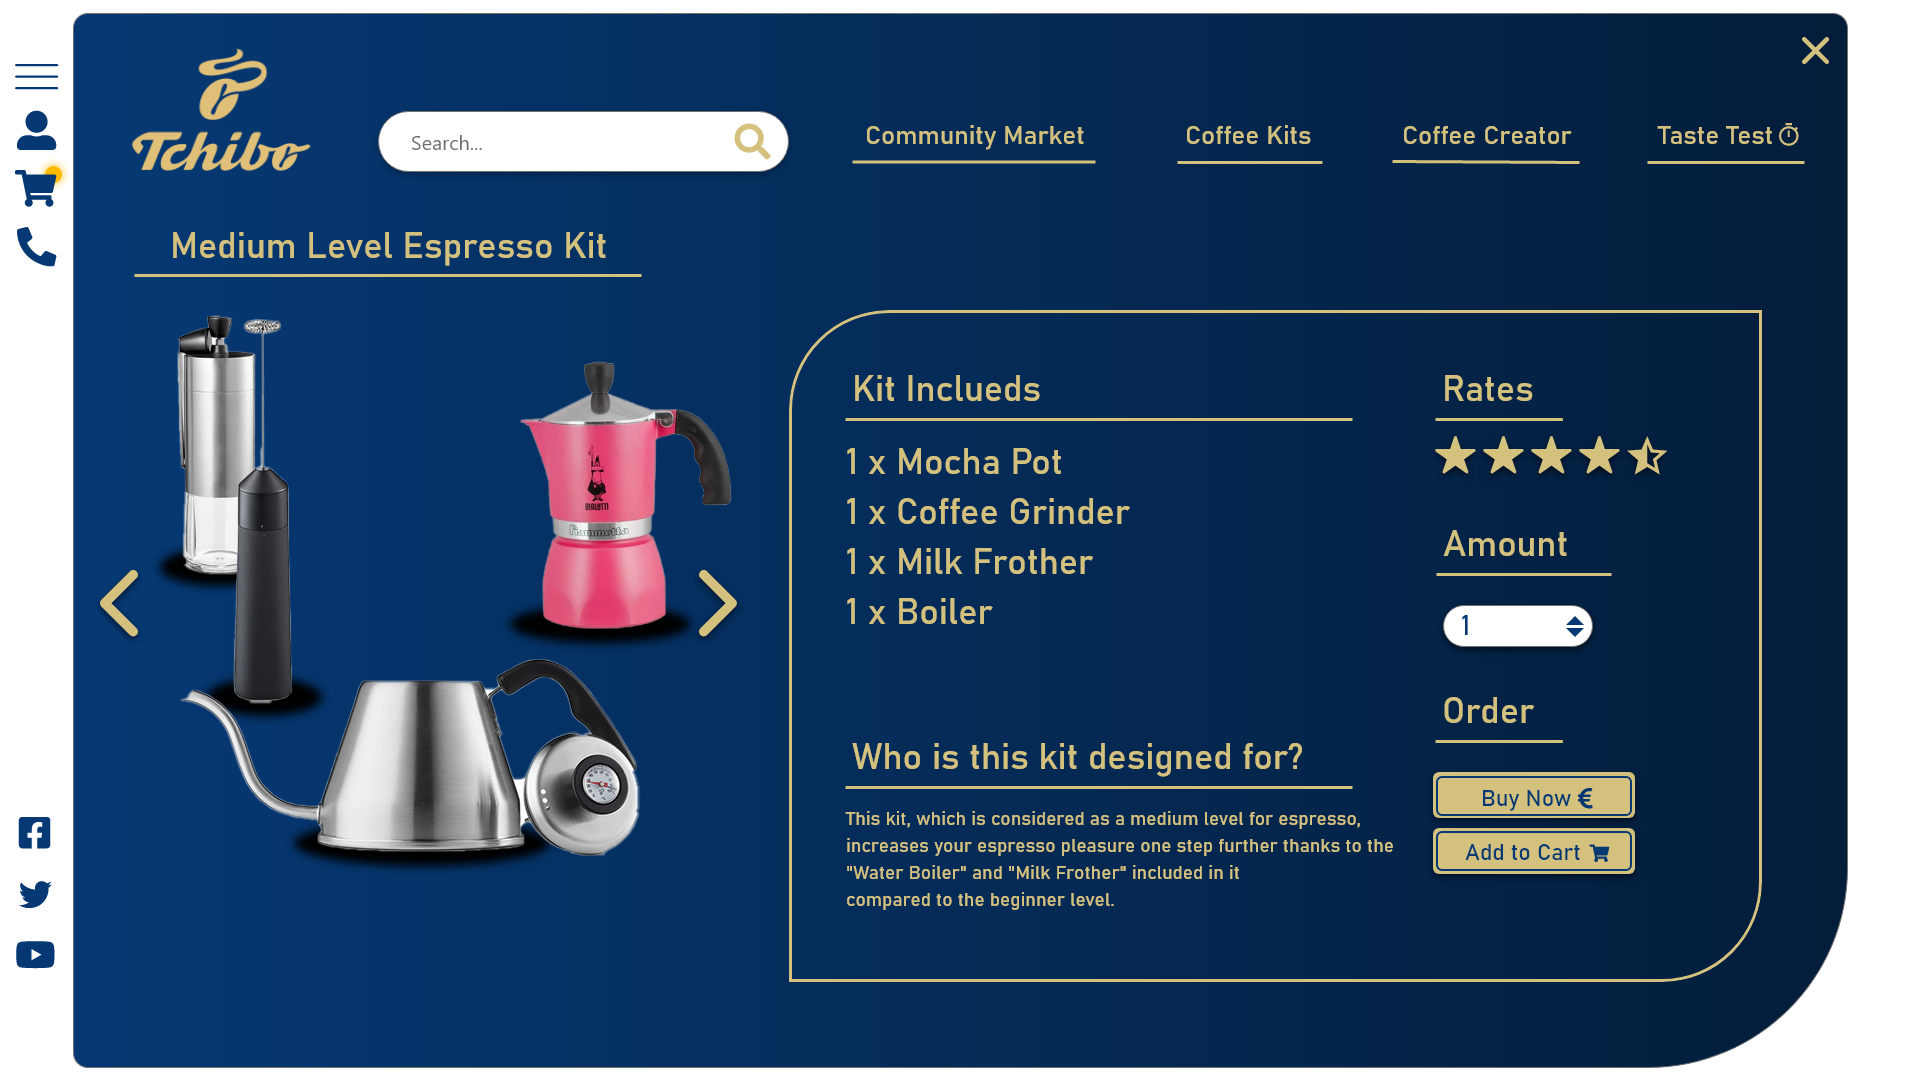 Tchibo
Search...
Community Market
Coffee Kits
Coffee Creator
Taste Test
Medium Level Espresso Kit
BIALETTI
fiammetta
Kit Inclueds
1 x Mocha Pot
1 x Coffee Grinder
1 x Milk Frother
1 x Boiler
Who is this kit designed for?
This kit, which is considered as a medium level for espresso,
increases your espresso pleasure one step further thanks to the
"Water Boiler" and "Milk Frother" included in it
compared to the beginner level.
Rates
Amount
1
Order
Buy Now €
Add to Cart